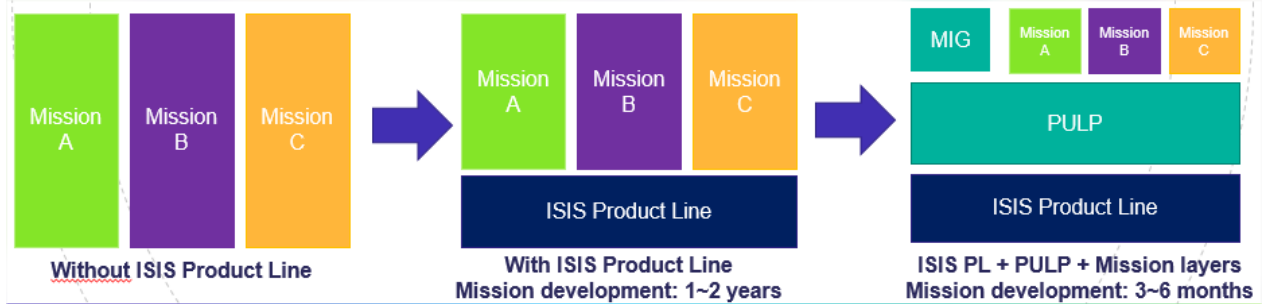 Mission
A
Mission
B
Mission
C
Without ISIS Product Line
Mission
A
Mission
B
Mission
C
ISIS Product Line
With ISIS Product Line
Mission development: 1~2 years
MIG
Mission
A
Mission
B
Mission
C
PULP
ISIS Product Line
ISIS PL + PULP + Mission layers
Mission development: 3~6 months